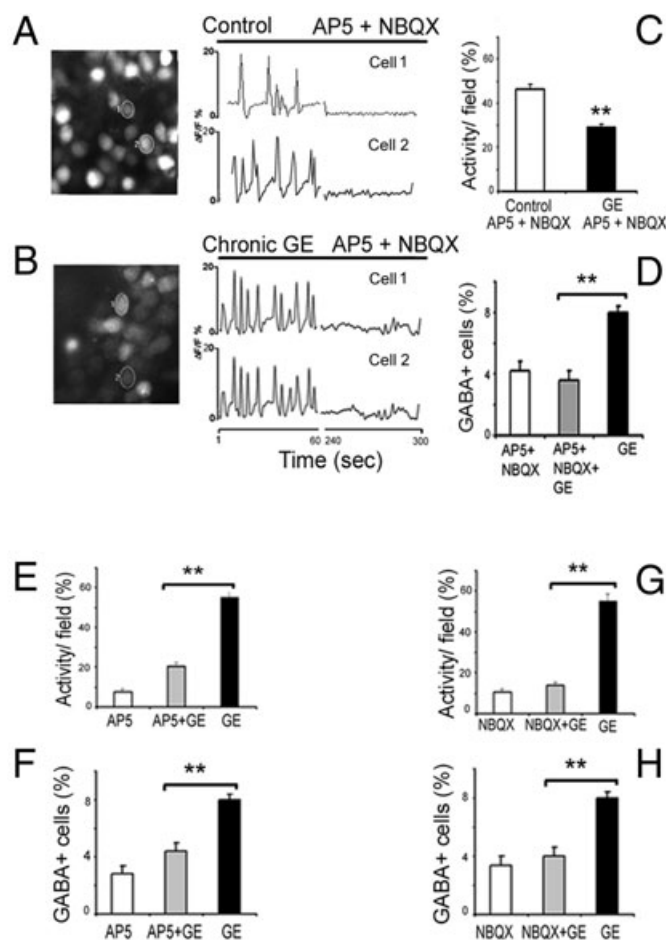 A
Control AP5 + NBQX
20
0
ΔF/F %
Cell 1
20
0
Cell 2
C
Activity/ field (%)
60
40
20
0
**
Control GE
AP5 + NBQX AP5 + NBQX
B
Chronic GE AP5 + NBQX
20
0
ΔF/F %
Cell 1
20
0
Cell 2
1 60 240 300
Time (sec)
D
GABA+ cells (%)
8
4
0
**
AP5+
NBQX
AP5+
NBQX+
GE
GE
E
Activity/ field (%)
60
20
0
**
AP5 AP5+GE GE
G
Activity/ field (%)
60
20
0
**
NBQX NBQX+GE GE
F
GABA+ cells (%)
8
4
0
**
AP5 AP5+GE GE
H
GABA+ cells (%)
8
4
0
**
NBQX NBQX+GE GE